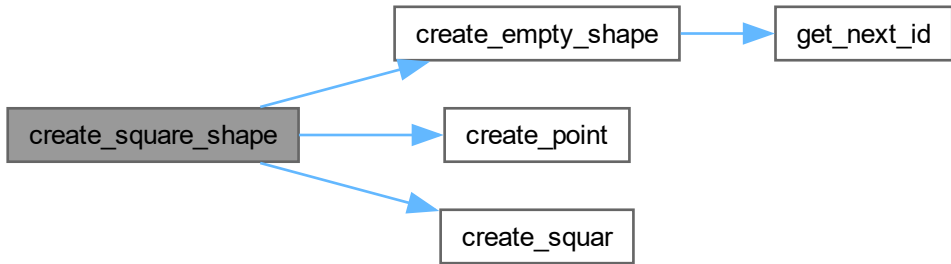 create_empty_shape
get_next_id
create_square_shape
create_point
create_squar